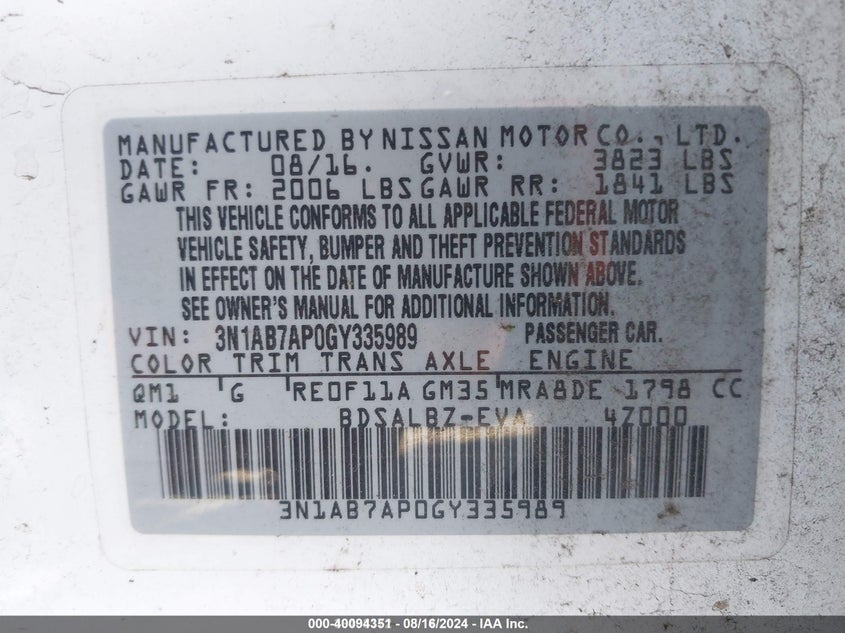 MANUFACTURED BY NISSAN MOTOR CO., LTD.
DATE: 08/16. GVWR: 3823 LBS
GAWR FR: 2006 LBS GAWR RR: 1841 LBS
THIS VEHICLE CONFORMS TO ALL APPLICABLE FEDERAL MOTOR
VEHICLE SAFETY, BUMPER AND THEFT PREVENTION STANDARDS
IN EFFECT ON THE DATE OF MANUFACTURE SHOWN ABOVE.
SEE OWNER'S MANUAL FOR ADDITIONAL INFORMATION.
VIN: 3N1AB7AP0GY335989 PASSENGER CAR.
COLOR TRIM TRANS AXLE ENGINE
QM1 G RE0F11A GM35 MRA8DE 1798 CC
MODEL: BDSALBZ-EVA 4Z000
3N1AB7AP0GY335989
000-40094351 - 08/16/2024 - IAA Inc.